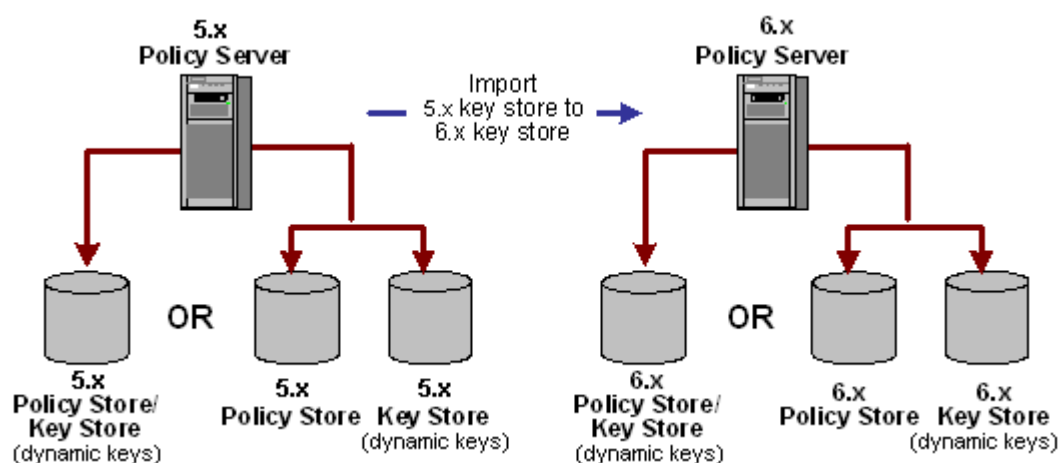 5.x
Policy Server
Import
5.x key store to
6.x key store
6.x
Policy Server
OR
OR
5.x
Policy Store/
Key Store
(dynamic keys)
5.x
Policy Store
5.x
Key Store
(dynamic keys)
6.x
Policy Store/
Key Store
(dynamic keys)
6.x
Policy Store
6.x
Key Store
(dynamic keys)